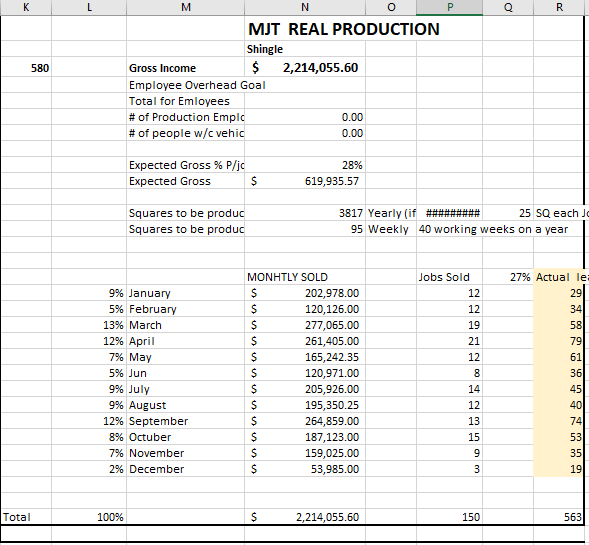 K L M N O P Q R
MJT REAL PRODUCTION
Shingle
580 Gross Income $ 2,214,055.60
Employee Overhead Goal
Total for Emloyees
# of Production Emplc 0.00
# of people w/c vehic 0.00
Expected Gross % P/jc 28%
Expected Gross $ 619,935.57
Squares to be produc 3817 Yearly (if ######### 25 SQ each Jo
Squares to be produc 95 Weekly 40 working weeks on a year
MONHTLY SOLD Jobs Sold 27% Actual lea
9% January $ 202,978.00 12 29
5% February $ 120,126.00 12 34
13% March $ 277,065.00 19 58
12% April $ 261,405.00 21 79
7% May $ 165,242.35 12 61
5% Jun $ 120,971.00 8 36
9% July $ 205,926.00 14 45
9% August $ 195,350.25 12 40
12% September $ 264,859.00 13 74
8% Octuber $ 187,123.00 15 53
7% November $ 159,025.00 9 35
2% December $ 53,985.00 3 19
Total 100% $ 2,214,055.60 150 563